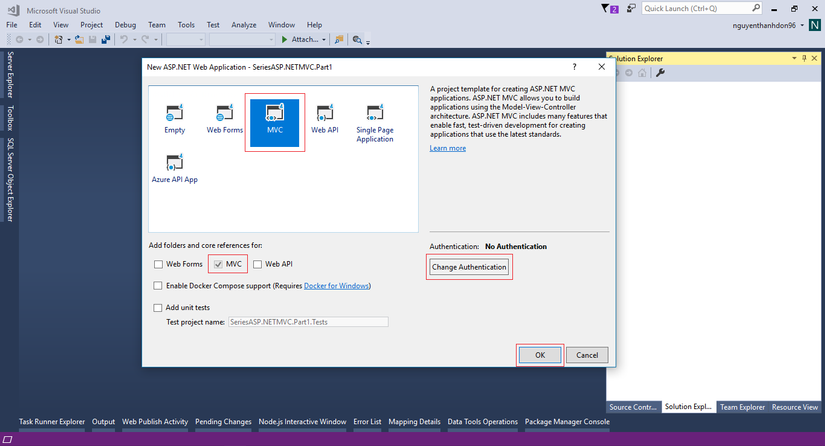 Microsoft Visual Studio
2
Quick Launch (Ctrl+Q)
File Edit View Project Debug Team Tools Test Analyze Window Help
nguyenthanhdon96
N
Attach...
Server Explorer
Toolbox
SQL Server Object Explorer
New ASP.NET Web Application - SeriesASP.NETMVC.Part1
?
Empty
Web Forms
MVC
Web API
Single Page
Application
Azure API App
A project template for creating ASP.NET MVC
applications. ASP.NET MVC allows you to build
applications using the Model-View-Controller
architecture. ASP.NET MVC includes many features that
enable fast, test-driven development for creating
applications that use the latest standards.
Learn more
Add folders and core references for:
Web Forms MVC Web API
Enable Docker Compose support (Requires Docker for Windows)
Add unit tests
Test project name: SeriesASP.NETMVC.Part1.Tests
Authentication: No Authentication
Change Authentication
OK Cancel
Solution Explorer
Source Contr... Solution Expl... Team Explorer Resource View
Task Runner Explorer Output Web Publish Activity Pending Changes Node.js Interactive Window Error List Mapping Details Data Tools Operations Package Manager Console